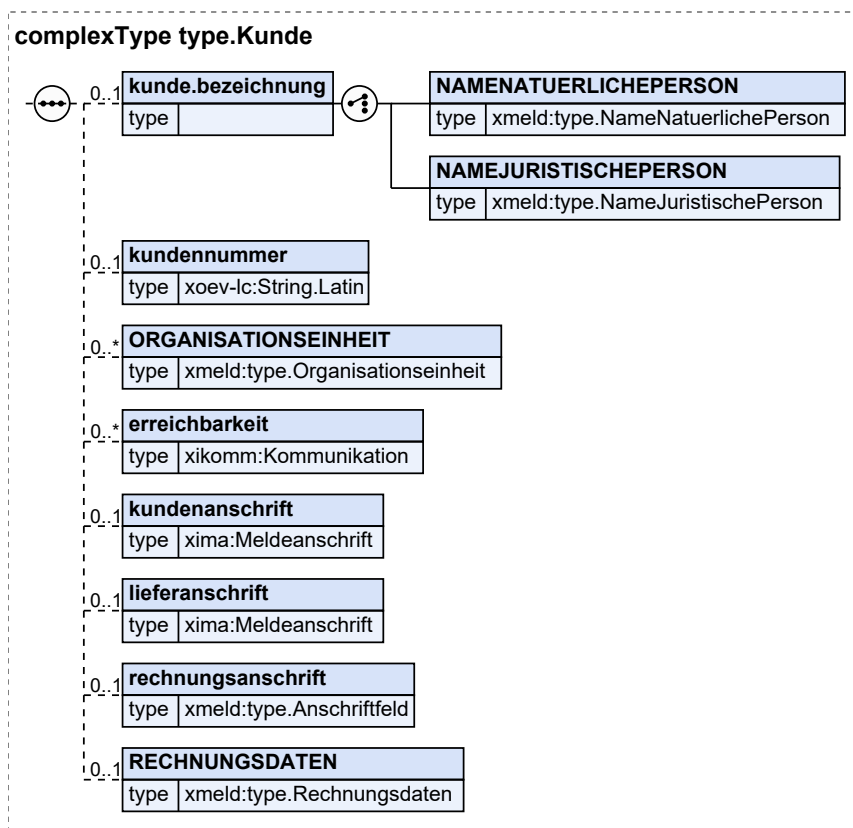 complexType type.Kunde
0..1 kunde.bezeichnung
type
NAMENATUERLICHEPERSON
type xmeld:type.NameNatuerlichePerson
NAMEJURISTISCHEPERSON
type xmeld:type.NameJuristischePerson
0..1 kundennummer
type xoev-lc:String.Latin
0..* ORGANISATIONSEINHEIT
type xmeld:type.Organisationseinheit
0..* erreichbarkeit
type xikomm:Kommunikation
0..1 kundenanschrift
type xima:Meldeanschrift
0..1 lieferanschrift
type xima:Meldeanschrift
0..1 rechnungsanschrift
type xmeld:type.Anschriftfeld
0..1 RECHNUNGSDATEN
type xmeld:type.Rechnungsdaten